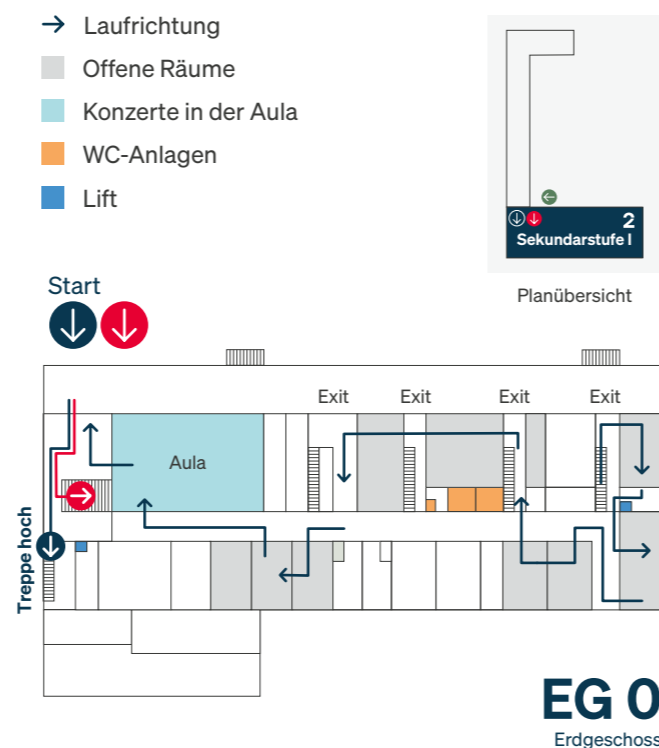 Laufrichtung
Offene Räume
Konzerte in der Aula
WC-Anlagen
Lift
2
Sekundarstufe I
Planübersicht
Start
Exit Exit Exit Exit
Aula
Treppe hoch
EG 0
Erdgeschoss